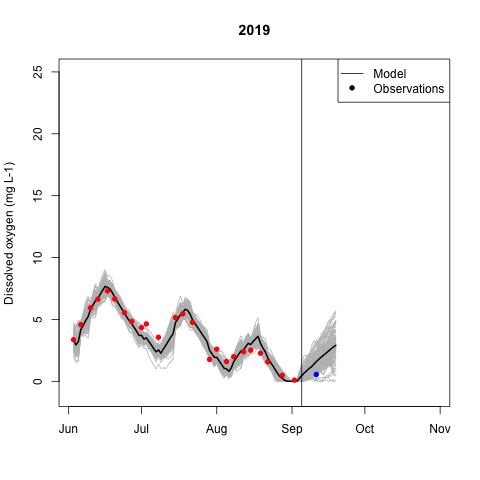 2019
Dissolved oxygen (mg L-1)
25
20
15
10
5
0
Model
Observations
Jun Jul Aug Sep Oct Nov